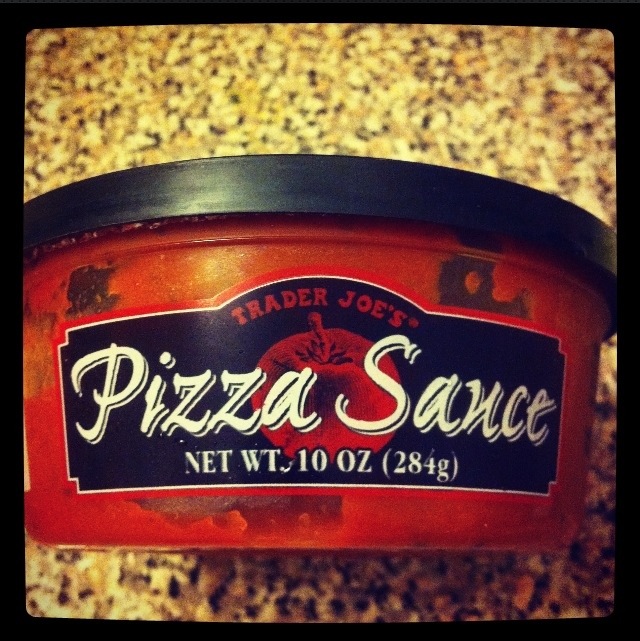 TRADER JOE'S®
Pizza Sauce
NET WT. 10 OZ (284g)